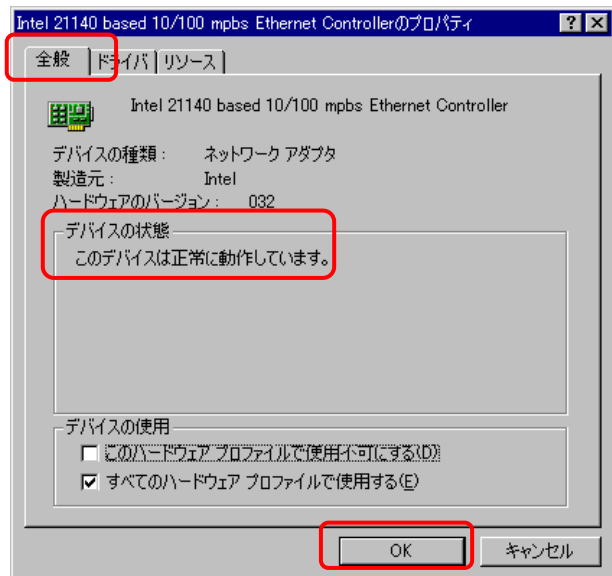 Intel 21140 based 10/100 mpbs Ethernet Controllerのプロパティ
全般 ドライバ リソース
Intel 21140 based 10/100 mpbs Ethernet Controller
デバイスの種類： ネットワーク アダプタ
製造元： Intel
ハードウェアのバージョン： 032
デバイスの状態
このデバイスは正常に動作しています。
デバイスの使用
このハードウェア プロファイルで使用不可にする(D)
すべてのハードウェア プロファイルで使用する(E)
OK キャンセル